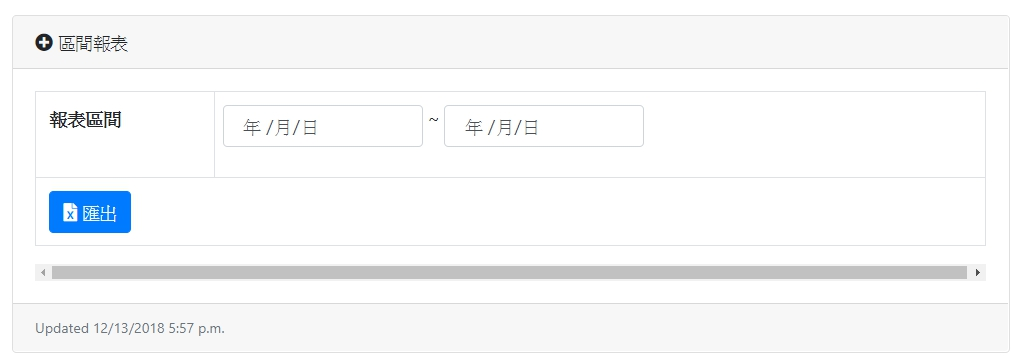 區間報表
報表區間 年 /月/日 ~ 年 /月/日
匯出
Updated 12/13/2018 5:57 p.m.